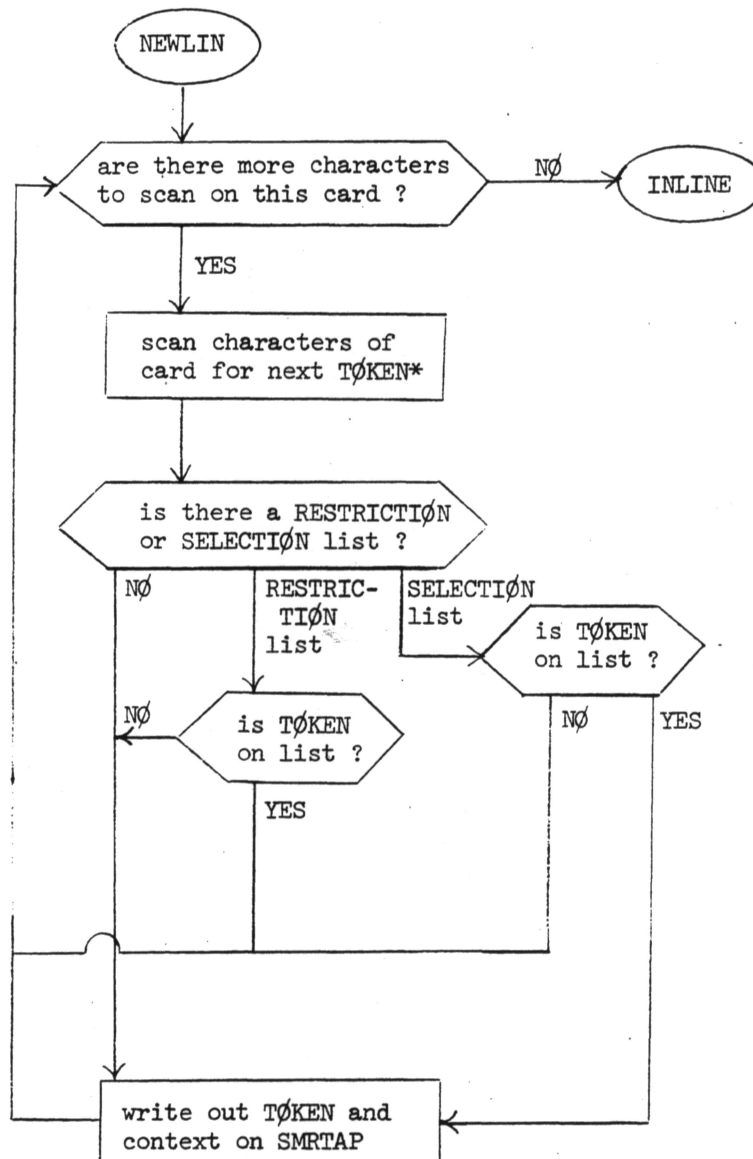 NEWLIN
are there more characters
to scan on this card ?
NØ
INLINE
YES
scan characters of
card for next TØKEN*
is there a RESTRICTIØN
or SELECTIØN list ?
NØ
RESTRIC-
TIØN
list
SELECTIØN
list
is TØKEN
on list ?
NØ
YES
NØ
is TØKEN
on list ?
YES
write out TØKEN and
context on SMRTAP